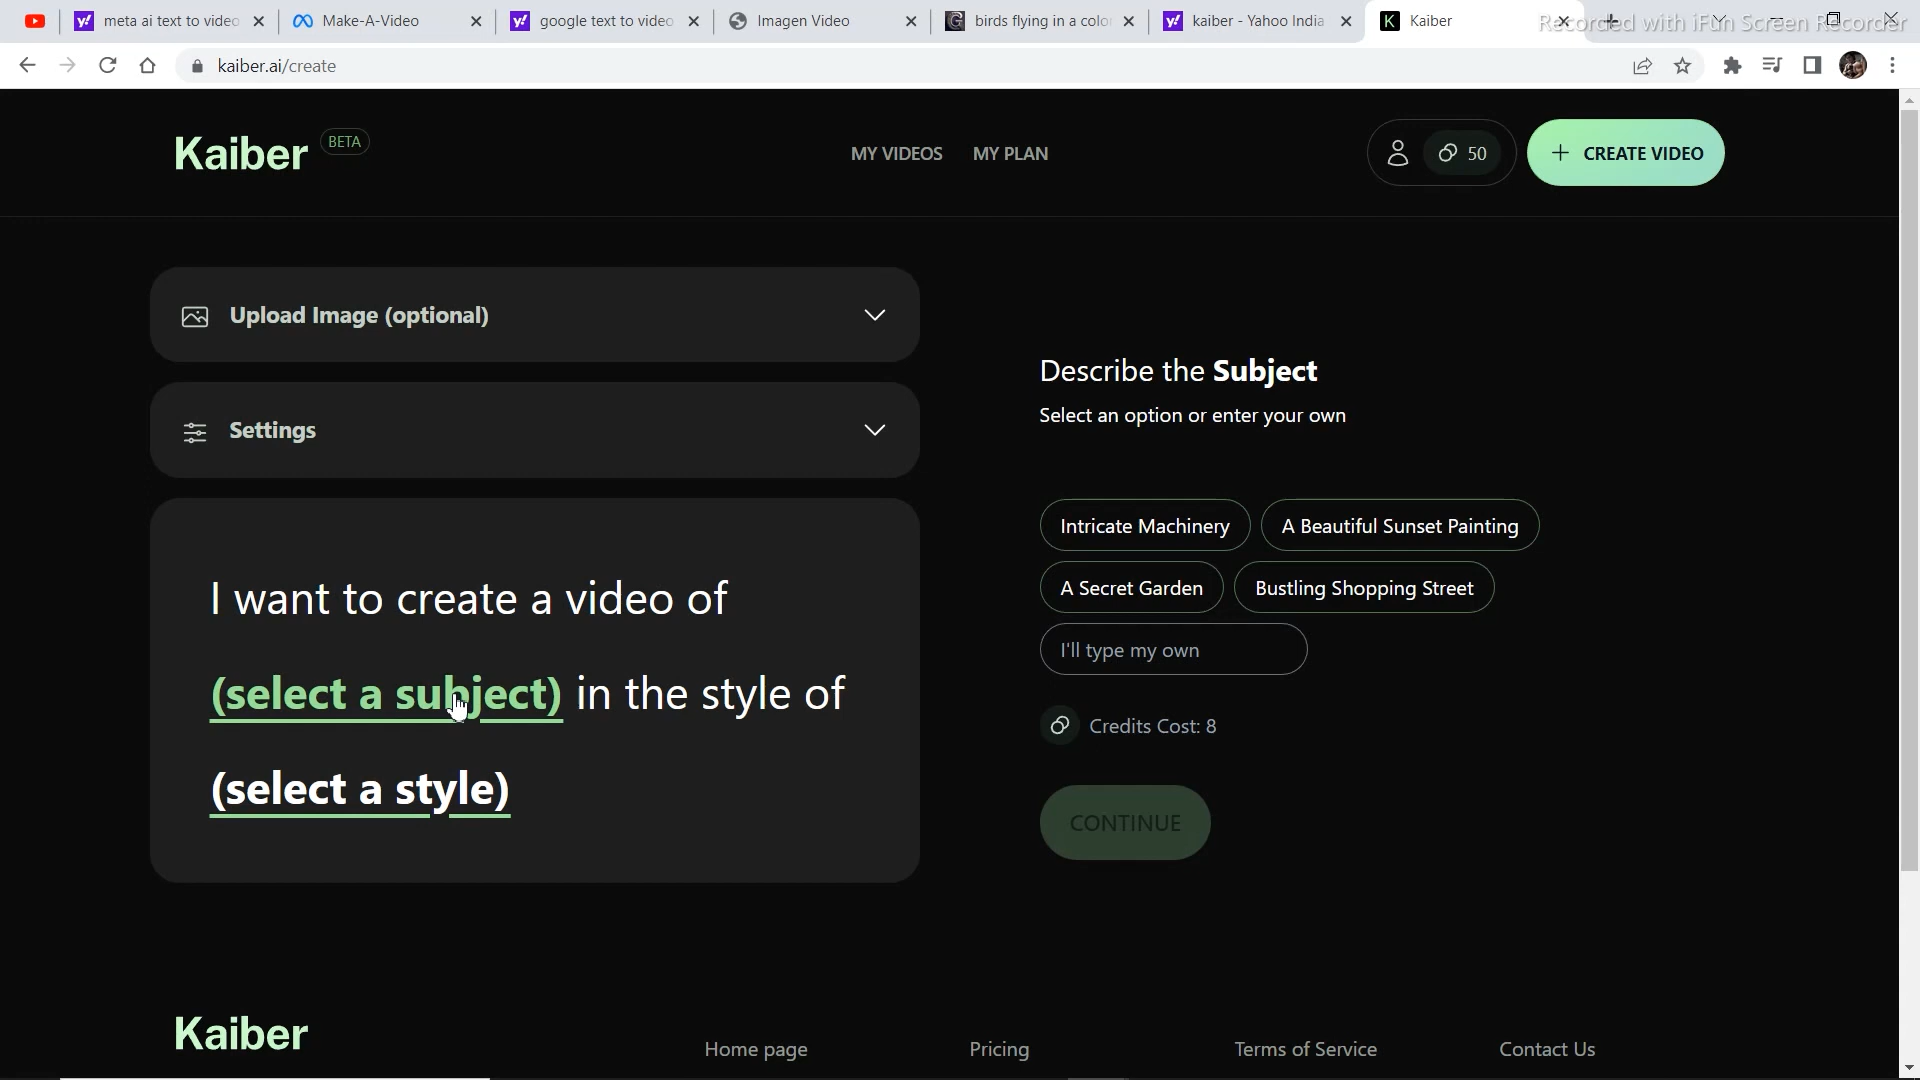 meta ai text to video
Make-A-Video
google text to video
Imagen Video
birds flying in a color
kaiber - Yahoo India
K Kaiber
Recorded with iFun Screen Recorder
kaiber.ai/create
Kaiber BETA
MY VIDEOS
MY PLAN
50
+ CREATE VIDEO
Upload Image (optional)
Settings
I want to create a video of
(select a subject) in the style of
(select a style)
Describe the Subject
Select an option or enter your own
Intricate Machinery
A Beautiful Sunset Painting
A Secret Garden
Bustling Shopping Street
I'll type my own
Credits Cost: 8
CONTINUE
Kaiber
Home page
Pricing
Terms of Service
Contact Us